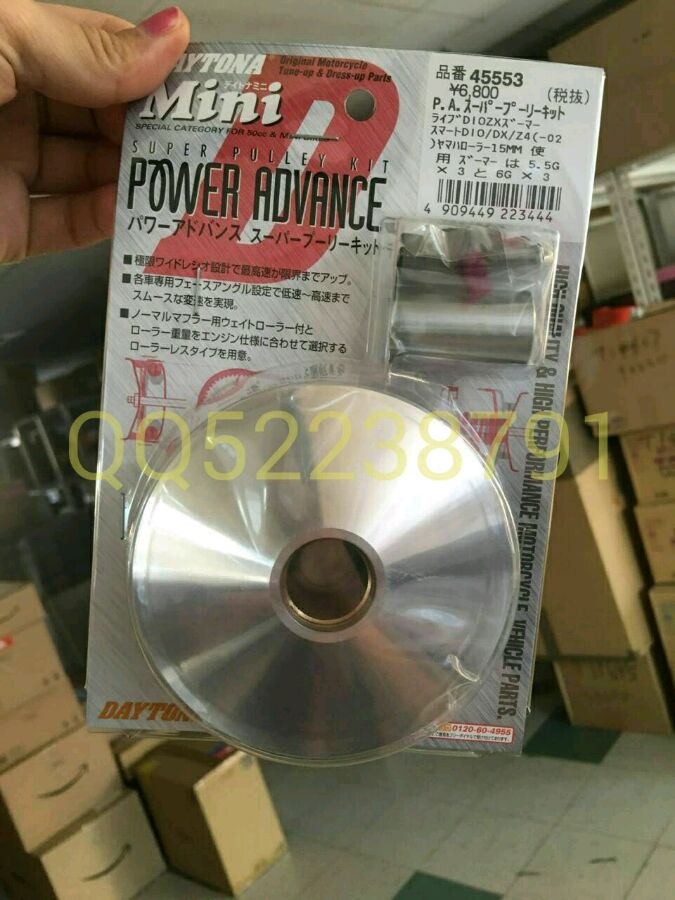 DAYTONA
Mini
デイトナミニ
Original Motorcycle
Tune-up & Dress-up Parts
SPECIAL CATEGORY FOR 50cc & Mini BIKES
SUPER PULLEY KIT
POWER ADVANCE
パワーアドバンス スーパープーリーキット
■極限ワイドレシオ設計で最高速が限界までアップ。
■各車専用フェースアングル設定で低速〜高速まで
スムースな変速を実現。
■ノーマルマフラー用ウェイトローラー付と
ローラー重量をエンジン仕様に合わせて選択する
ローラーレスタイプを用意。
品番 45553
¥6,800 (税抜)
P.A.スーパープーリーキット
ライブDIOZXズーマー
スマートDIO/DX/Z4(-02
)ヤマハローラー15MM 使
用 ズーマー は 5.5G
× 3 と 6G × 3
4 909449 223444
HIGH QUALITY & HIGH PERFORMANCE MOTORCYCLE VEHICLE PARTS.
QQ52238791
DAYTONA
0120-60-4955